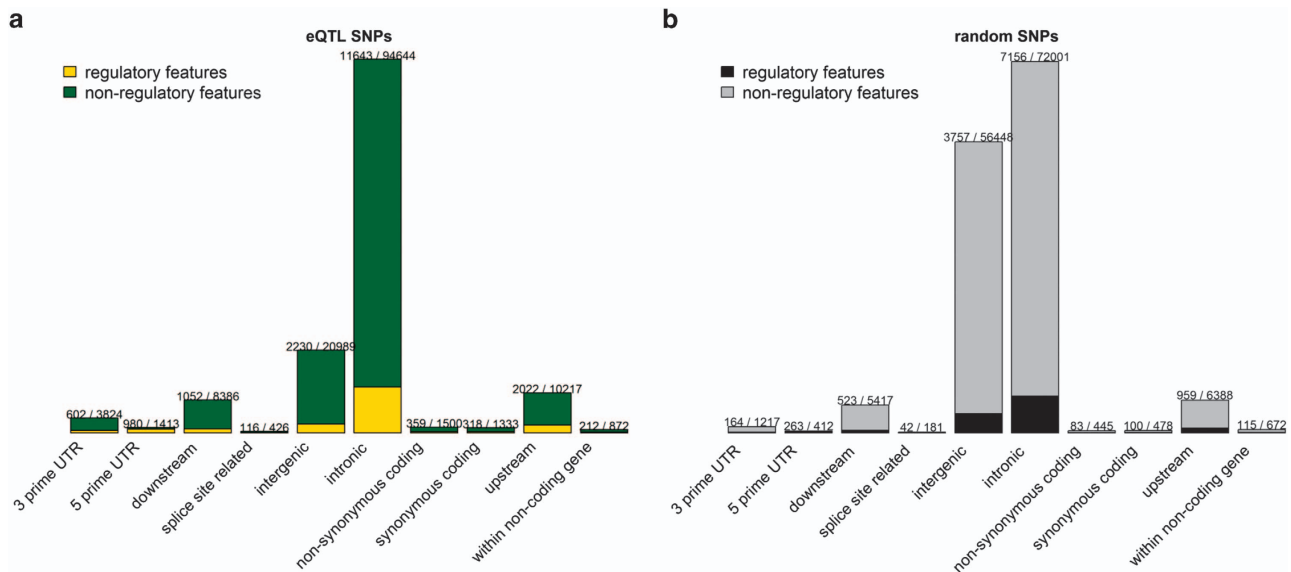 a
eQTL SNPs
regulatory features
non-regulatory features
602 / 3824
980 / 1413
1052 / 8386
116 / 426
2230 / 20989
11643 / 94644
359 / 1500
318 / 1333
2022 / 10217
212 / 872
3 prime UTR
5 prime UTR
downstream
splice site related
intergenic
intronic
non-synonymous coding
synonymous coding
upstream
within non-coding gene
b
random SNPs
regulatory features
non-regulatory features
164 / 1217
263 / 412
523 / 5417
42 / 181
3757 / 56448
7156 / 72001
83 / 445
100 / 478
959 / 6388
115 / 672
3 prime UTR
5 prime UTR
downstream
splice site related
intergenic
intronic
non-synonymous coding
synonymous coding
upstream
within non-coding gene